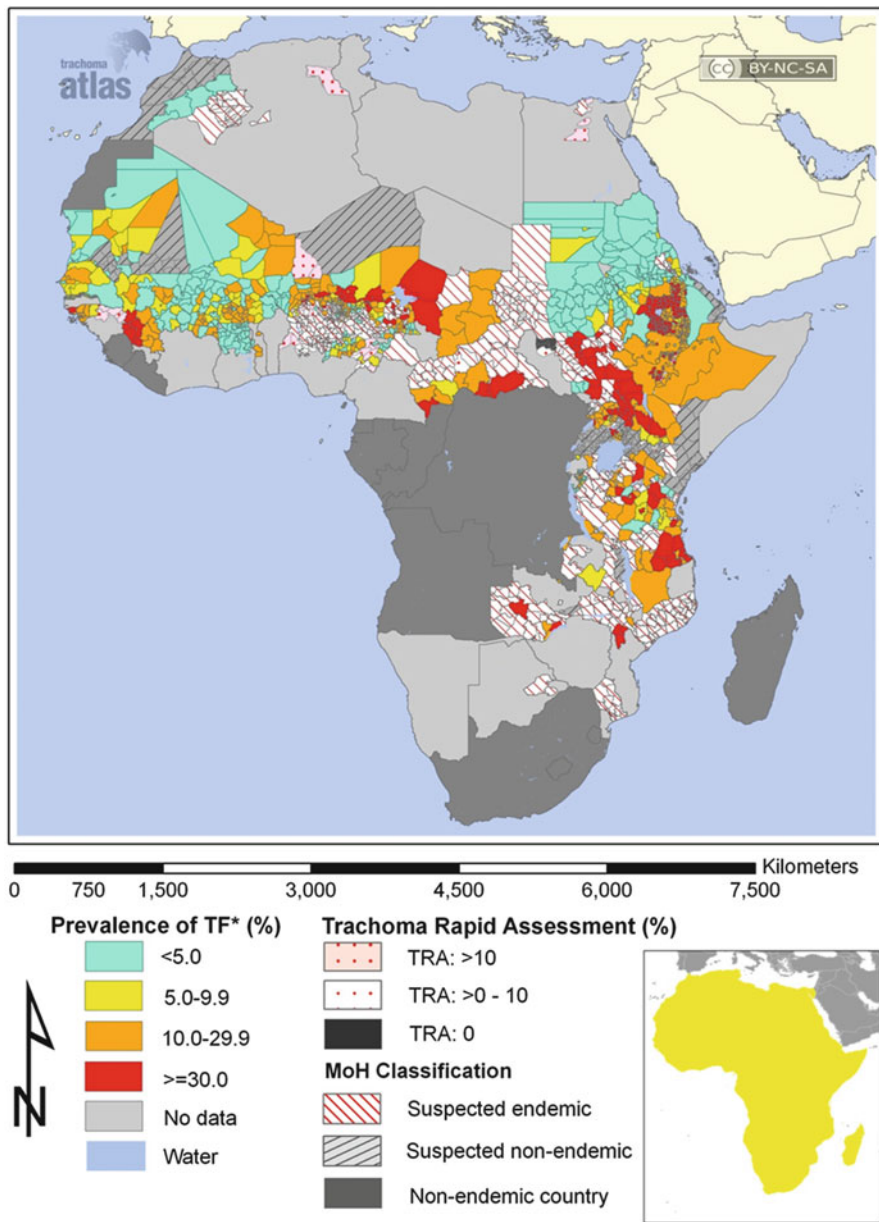 trachoma
atlas
CC BY-NC-SA
Kilometers
0 750 1,500 3,000 4,500 6,000 7,500
Prevalence of TF* (%)
<5.0
5.0-9.9
10.0-29.9
>=30.0
No data
Water
N
Trachoma Rapid Assessment (%)
TRA: >10
TRA: >0 - 10
TRA: 0
MoH Classification
Suspected endemic
Suspected non-endemic
Non-endemic country